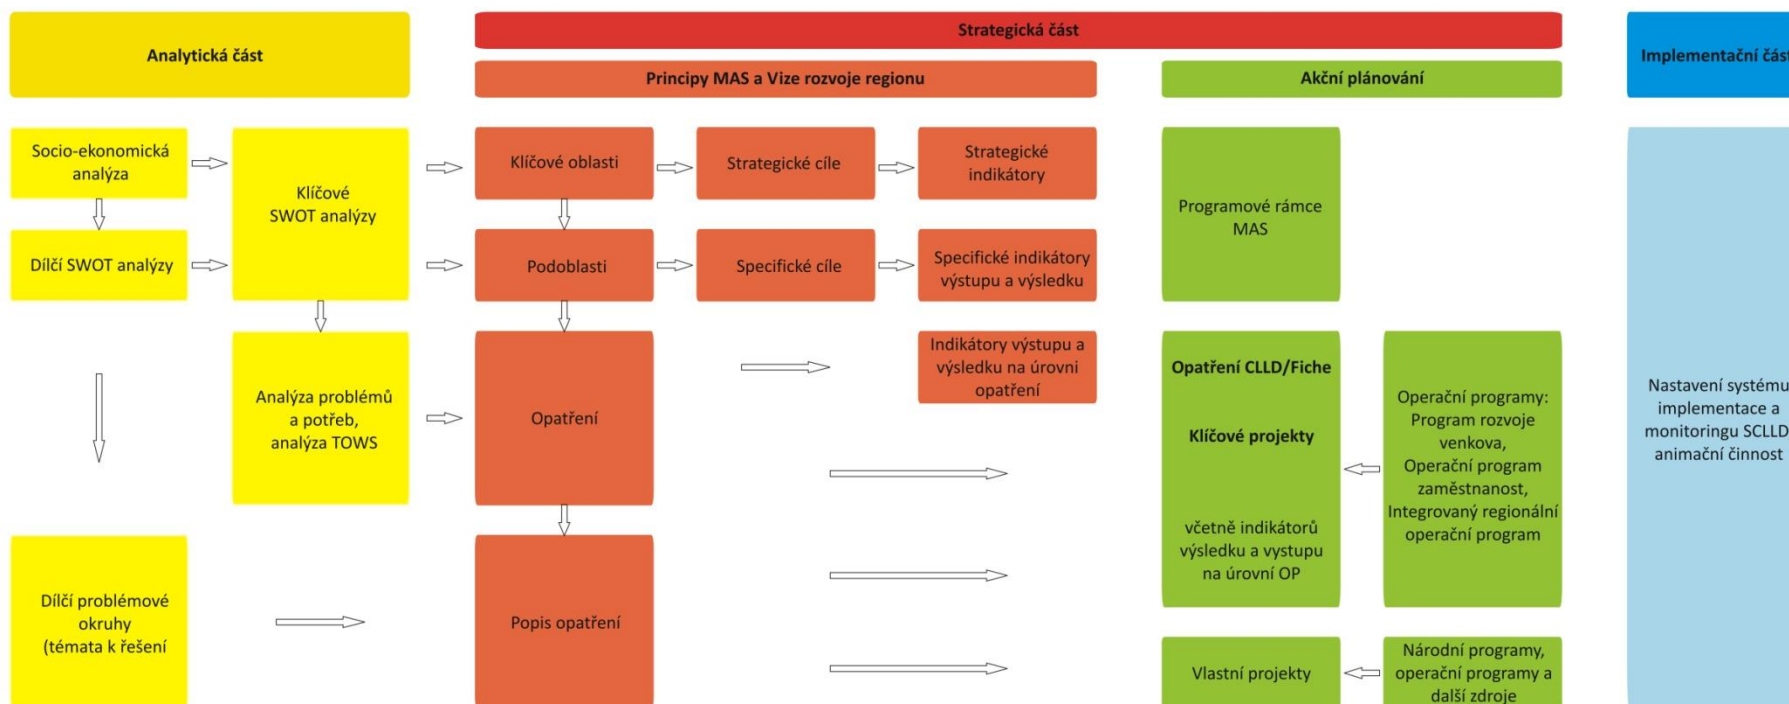 Analytická část
Strategická část
Implementační část
Principy MAS a Vize rozvoje regionu
Akční plánování
Socio-ekonomická
analýza
Dílčí SWOT analýzy
Dílčí problémové
okruhy
(témata k řešení
Klíčové
SWOT analýzy
Analýza problémů
a potřeb,
analýza TOWS
Klíčové oblasti
Podoblasti
Opatření
Popis opatření
Strategické cíle
Specifické cíle
Strategické
indikátory
Specifické indikátory
výstupu a výsledku
Indikátory výstupu a
výsledku na úrovni
opatření
Programové rámce
MAS
Opatření CLLD/Fiche
Klíčové projekty
včetně indikátorů
výsledku a vystupu
na úrovní OP
Vlastní projekty
Operační programy:
Program rozvoje
venkova,
Operační program
zaměstnanost,
Integrovaný regionální
operační program
Národní programy,
operační programy a
další zdroje
Nastavení systému
implementace a
monitoringu SCLLD
animační činnost